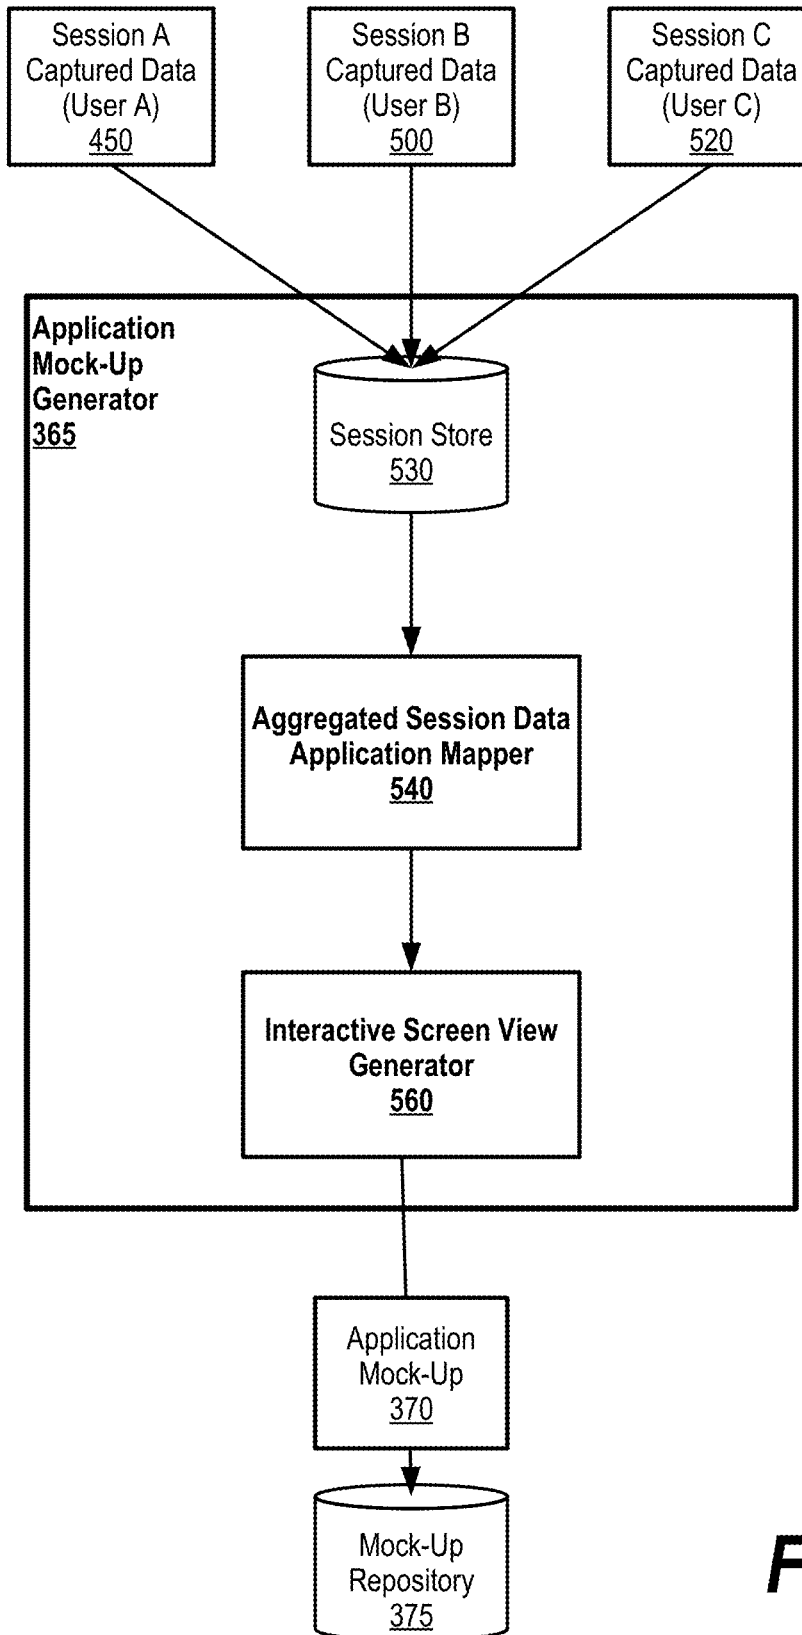 Session A
Captured Data
(User A)
450
Session B
Captured Data
(User B)
500
Session C
Captured Data
(User C)
520
Application
Mock-Up
Generator
365
Session Store
530
Aggregated Session Data
Application Mapper
540
Interactive Screen View
Generator
560
Application
Mock-Up
370
Mock-Up
Repository
375
F